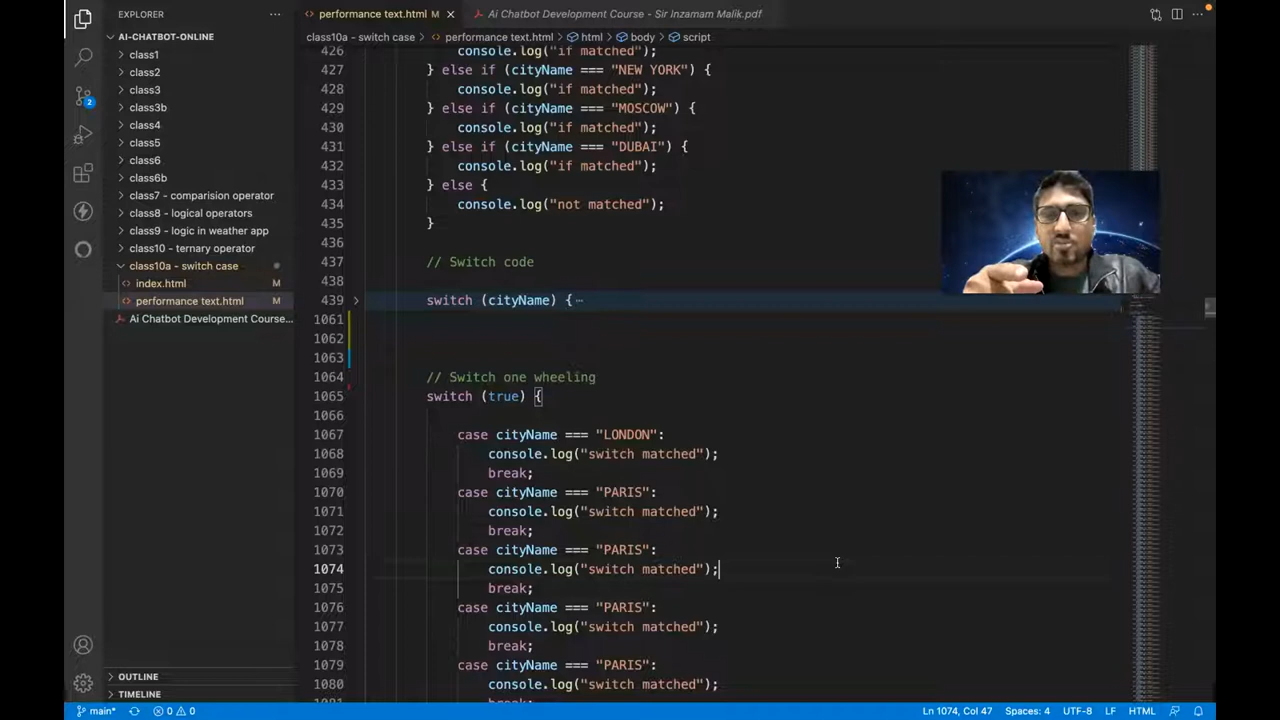 EXPLORER
performance text.html M
Ai Chatbot Development Course - Sir Inzamam Malik.pdf
AI-CHATBOT-ONLINE
class10a - switch case > performance text.html > html > body > script
class1
class2
class3
class3b
class4
class5
class6
class6b
class7 - comparision operator
class8 - logical operators
class9 - logic in weather app
class10 - ternary operator
class10a - switch case
index.html M
performance text.html M
Ai Chatbot Development Course...
2
426 console.log("if matched");
427 } else if (cityName === "NEW YORK") {
428 console.log("if matched");
429 } else if (cityName === "MOSCOW") {
430 console.log("if matched");
431 } else if (cityName === "DUBAI") {
432 console.log("if matched");
433 } else {
434 console.log("not matched");
435 }
436
437 // Switch code
438
439 switch (cityName) {
1061
1062
1063
1064 // switch
1065 switch (true) {
1066
1067 case cityName === "LONDON":
1068 console.log("switch matched");
1069 break;
1070 case cityName === "PARIS":
1071 console.log("switch matched");
1072 break;
1073 case cityName === "PARIS":
1074 console.log("switch matched");
1075 break;
1076 case cityName === "PARIS":
1077 console.log("switch matched");
1078 break;
1079 case cityName === "PARIS":
1080 console.log("switch matched");
OUTLINE
TIMELINE
main* 0 0 Ln 1074, Col 47 Spaces: 4 UTF-8 LF HTML